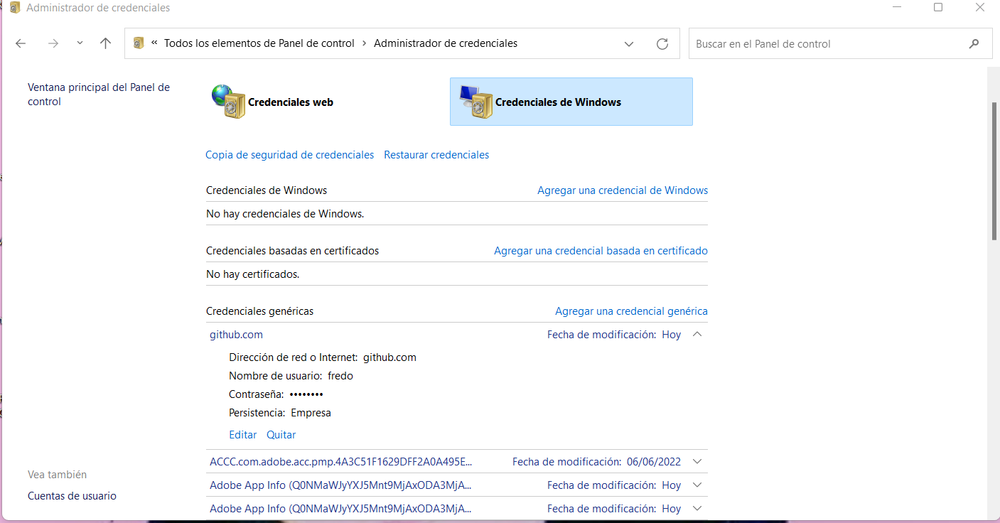 Administrador de credenciales
« Todos los elementos de Panel de control > Administrador de credenciales
Buscar en el Panel de control
Ventana principal del Panel de
control
Credenciales web
Credenciales de Windows
Copia de seguridad de credenciales Restaurar credenciales
Credenciales de Windows Agregar una credencial de Windows
No hay credenciales de Windows.
Credenciales basadas en certificados Agregar una credencial basada en certificado
No hay certificados.
Credenciales genéricas Agregar una credencial genérica
github.com Fecha de modificación: Hoy
Dirección de red o Internet: github.com
Nombre de usuario: fredo
Contraseña: ••••••••
Persistencia: Empresa
Editar Quitar
ACCC.com.adobe.acc.pmp.4A3C51F1629DFF2A0A495E... Fecha de modificación: 06/06/2022
Adobe App Info (Q0NMaWJyYXJ5Mnt9MjAxODA3MjA... Fecha de modificación: Hoy
Adobe App Info (Q0NMaWJyYXJ5Mnt9MjAxODA3MjA... Fecha de modificación: Hoy
Vea también
Cuentas de usuario